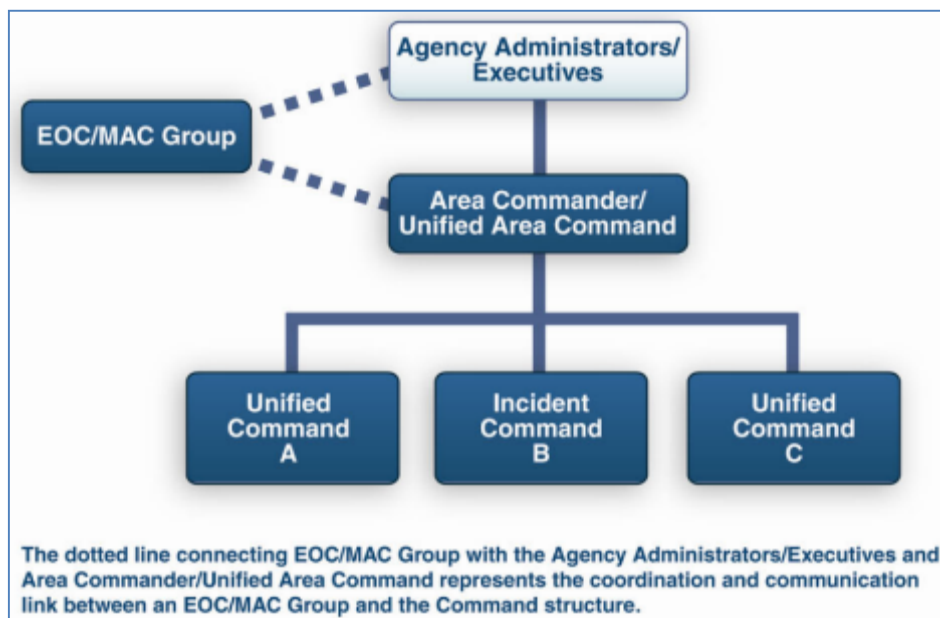 Agency Administrators/
Executives
EOC/MAC Group
Area Commander/
Unified Area Command
Unified
Command
A
Incident
Command
B
Unified
Command
C
The dotted line connecting EOC/MAC Group with the Agency Administrators/Executives and
Area Commander/Unified Area Command represents the coordination and communication
link between an EOC/MAC Group and the Command structure.